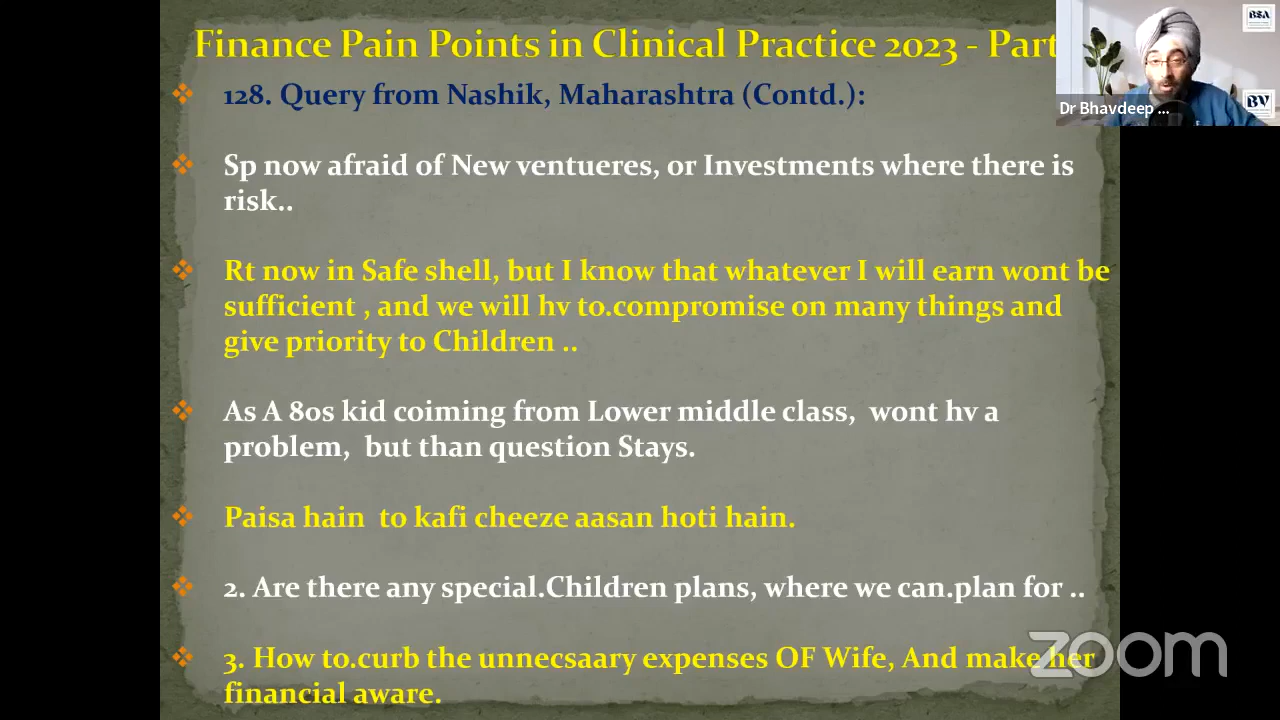 Finance Pain Points in Clinical Practice 2023 - Part
128. Query from Nashik, Maharashtra (Contd.):
Sp now afraid of New ventueres, or Investments where there is
risk..
Rt now in Safe shell, but I know that whatever I will earn wont be
sufficient , and we will hv to.compromise on many things and
give priority to Children ..
As A 80s kid coiming from Lower middle class, wont hv a
problem, but than question Stays.
Paisa hain to kafi cheeze aasan hoti hain.
2. Are there any special.Children plans, where we can.plan for ..
3. How to.curb the unnecsaary expenses OF Wife, And make her
financial aware.
Dr Bhavdeep ...
BSA
BV
zoom